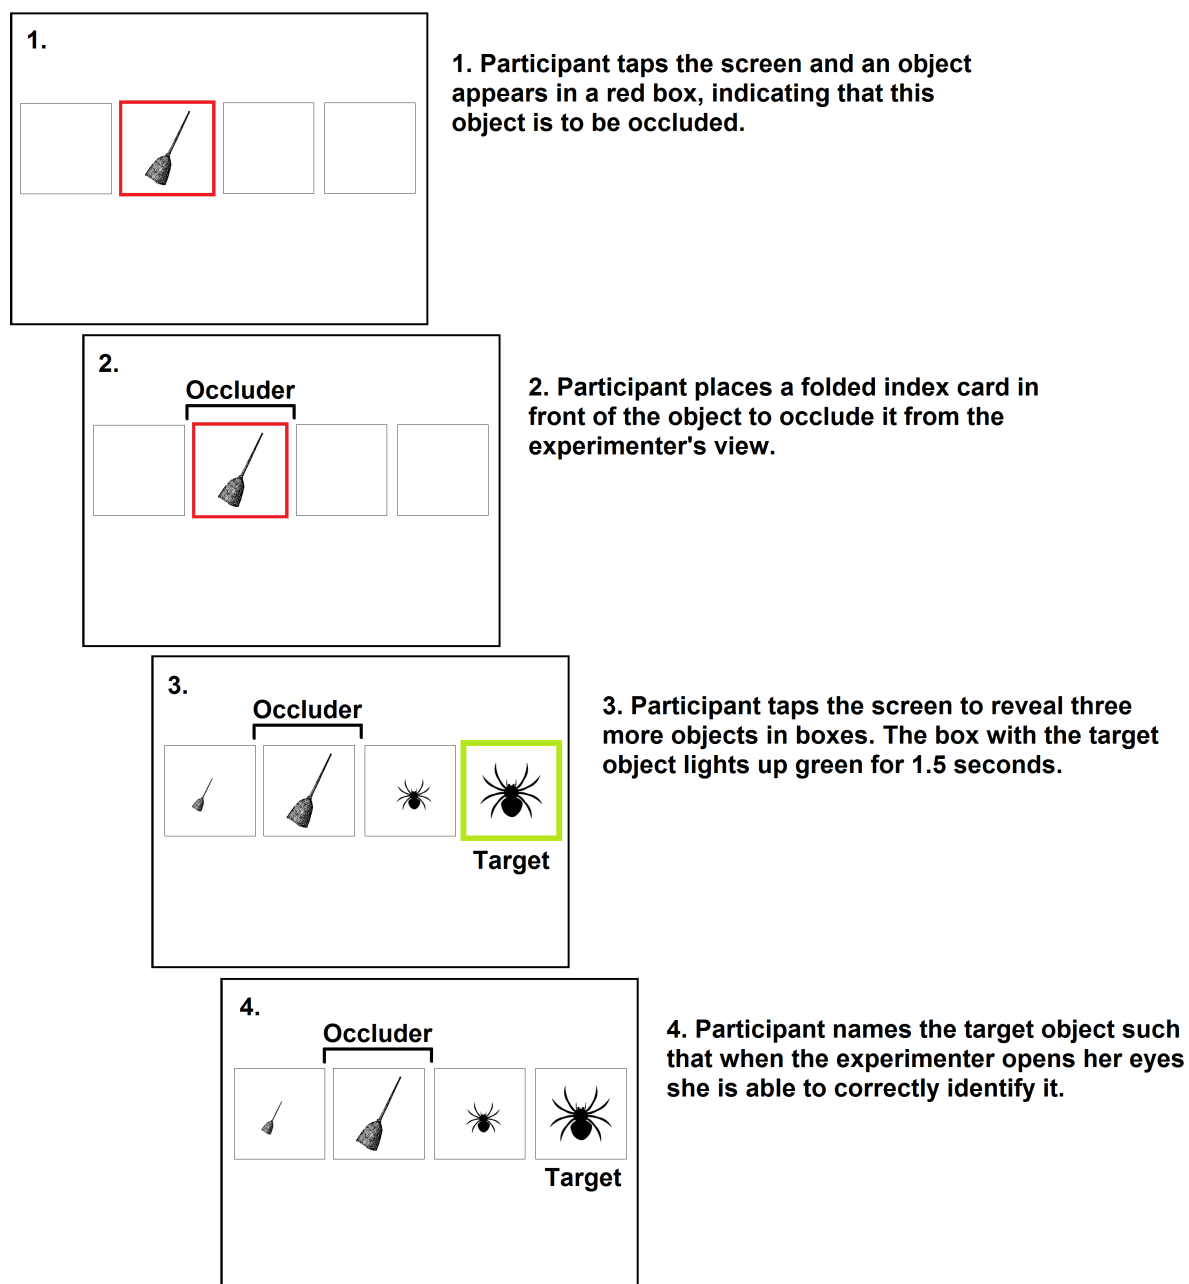 1.
1. Participant taps the screen and an object
appears in a red box, indicating that this
object is to be occluded.
2.
Occluder
2. Participant places a folded index card in
front of the object to occlude it from the
experimenter's view.
3.
Occluder
Target
3. Participant taps the screen to reveal three
more objects in boxes. The box with the target
object lights up green for 1.5 seconds.
4.
Occluder
Target
4. Participant names the target object such
that when the experimenter opens her eyes
she is able to correctly identify it.